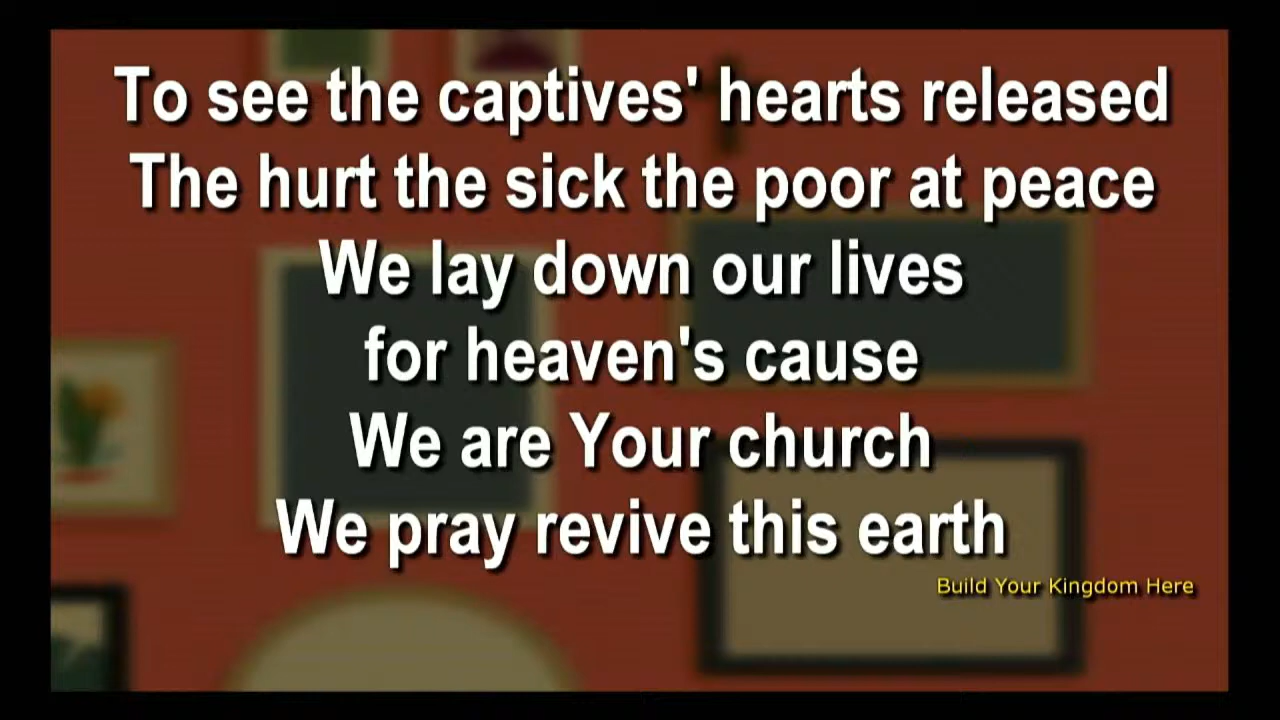 To see the captives' hearts released
The hurt the sick the poor at peace
We lay down our lives
for heaven's cause
We are Your church
We pray revive this earth
Build Your Kingdom Here